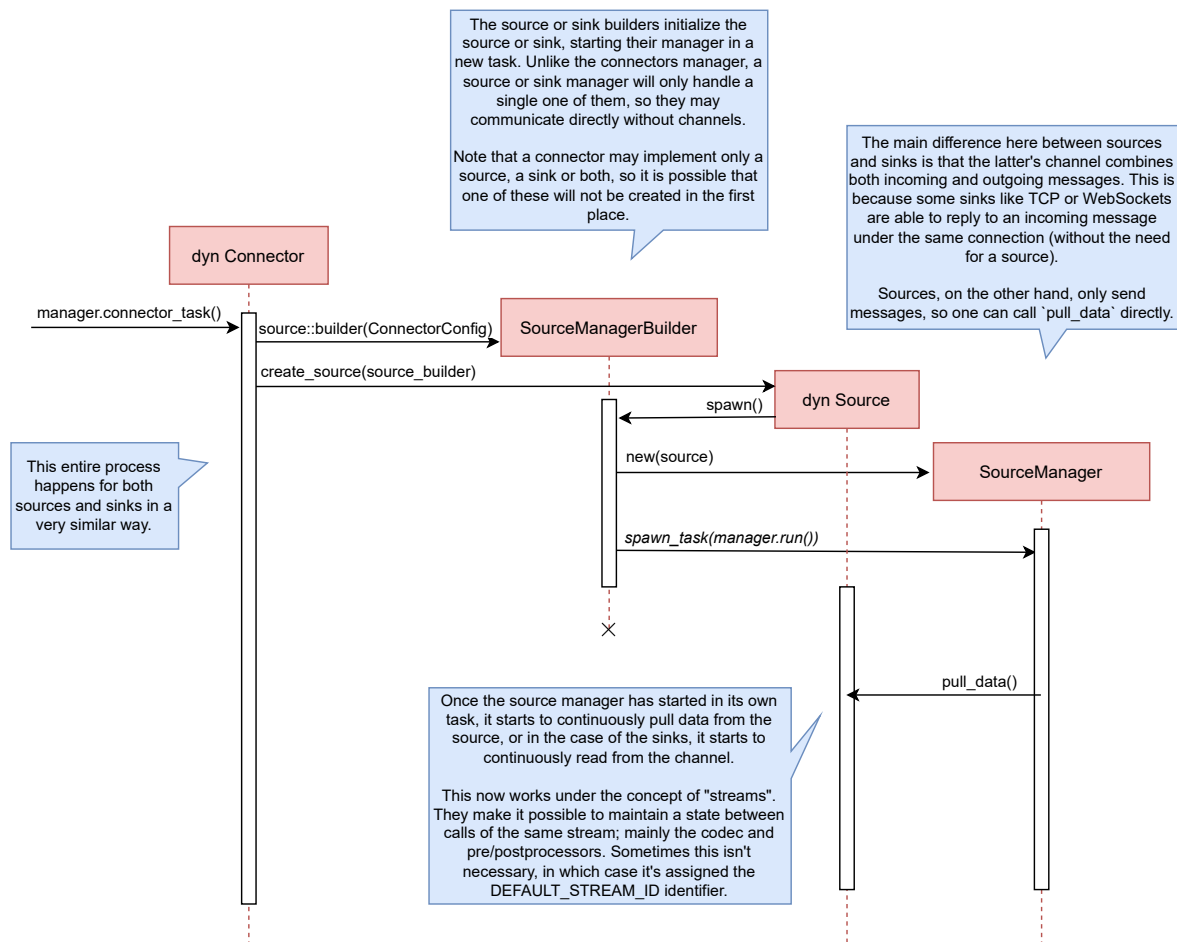 The source or sink builders initialize the
source or sink, starting their manager in a
new task. Unlike the connectors manager, a
source or sink manager will only handle a
single one of them, so they may
communicate directly without channels.
Note that a connector may implement only a
source, a sink or both, so it is possible that
one of these will not be created in the first
place.
The main difference here between sources
and sinks is that the latter's channel combines
both incoming and outgoing messages. This is
because some sinks like TCP or WebSockets
are able to reply to an incoming message
under the same connection (without the need
for a source).
Sources, on the other hand, only send
messages, so one can call `pull_data` directly.
dyn Connector
manager.connector_task()
source::builder(ConnectorConfig)
SourceManagerBuilder
create_source(source_builder)
dyn Source
spawn()
new(source)
SourceManager
This entire process
happens for both
sources and sinks in a
very similar way.
spawn_task(manager.run())
pull_data()
Once the source manager has started in its own
task, it starts to continuously pull data from the
source, or in the case of the sinks, it starts to
continuously read from the channel.
This now works under the concept of "streams".
They make it possible to maintain a state between
calls of the same stream; mainly the codec and
pre/postprocessors. Sometimes this isn't
necessary, in which case it's assigned the
DEFAULT_STREAM_ID identifier.